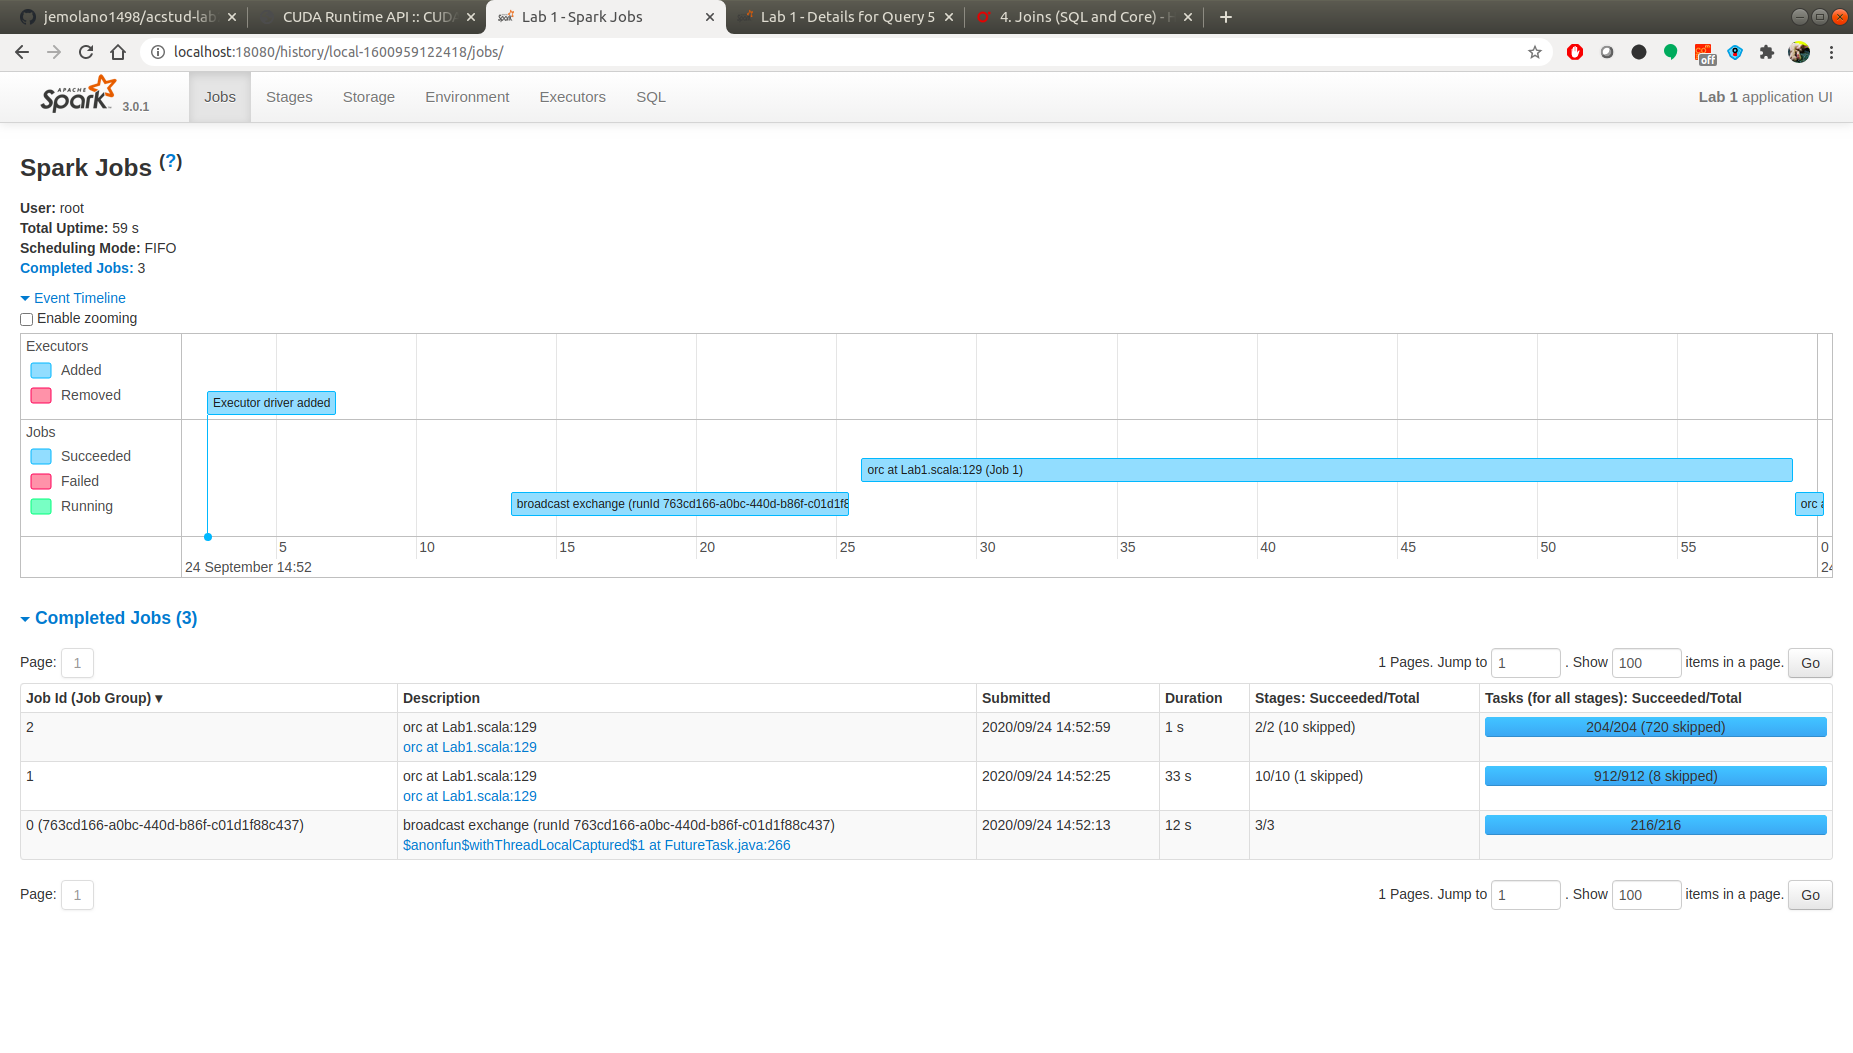 jemolano1498/acstud-lab
CUDA Runtime API :: CUDA
Lab 1 - Spark Jobs
Lab 1 - Details for Query 5
4. Joins (SQL and Core) - H
localhost:18080/history/local-1600959122418/jobs/
off
APACHE
Spark 3.0.1
Jobs
Stages
Storage
Environment
Executors
SQL
Lab 1 application UI
Spark Jobs (?)
User: root
Total Uptime: 59 s
Scheduling Mode: FIFO
Completed Jobs: 3
Event Timeline
Enable zooming
Executors
Added
Removed
Executor driver added
Jobs
Succeeded
Failed
Running
orc at Lab1.scala:129 (Job 1)
broadcast exchange (runId 763cd166-a0bc-440d-b86f-c01d1f8
orc a
5 10 15 20 25 30 35 40 45 50 55 0
24 September 14:52
24
Completed Jobs (3)
Page: 1
1 Pages. Jump to 1 . Show 100 items in a page. Go
Job Id (Job Group) ▾ Description Submitted Duration Stages: Succeeded/Total Tasks (for all stages): Succeeded/Total
2 orc at Lab1.scala:129 2020/09/24 14:52:59 1 s 2/2 (10 skipped) 204/204 (720 skipped)
orc at Lab1.scala:129
1 orc at Lab1.scala:129 2020/09/24 14:52:25 33 s 10/10 (1 skipped) 912/912 (8 skipped)
orc at Lab1.scala:129
0 (763cd166-a0bc-440d-b86f-c01d1f88c437) broadcast exchange (runId 763cd166-a0bc-440d-b86f-c01d1f88c437) 2020/09/24 14:52:13 12 s 3/3 216/216
$anonfun$withThreadLocalCaptured$1 at FutureTask.java:266
Page: 1
1 Pages. Jump to 1 . Show 100 items in a page. Go